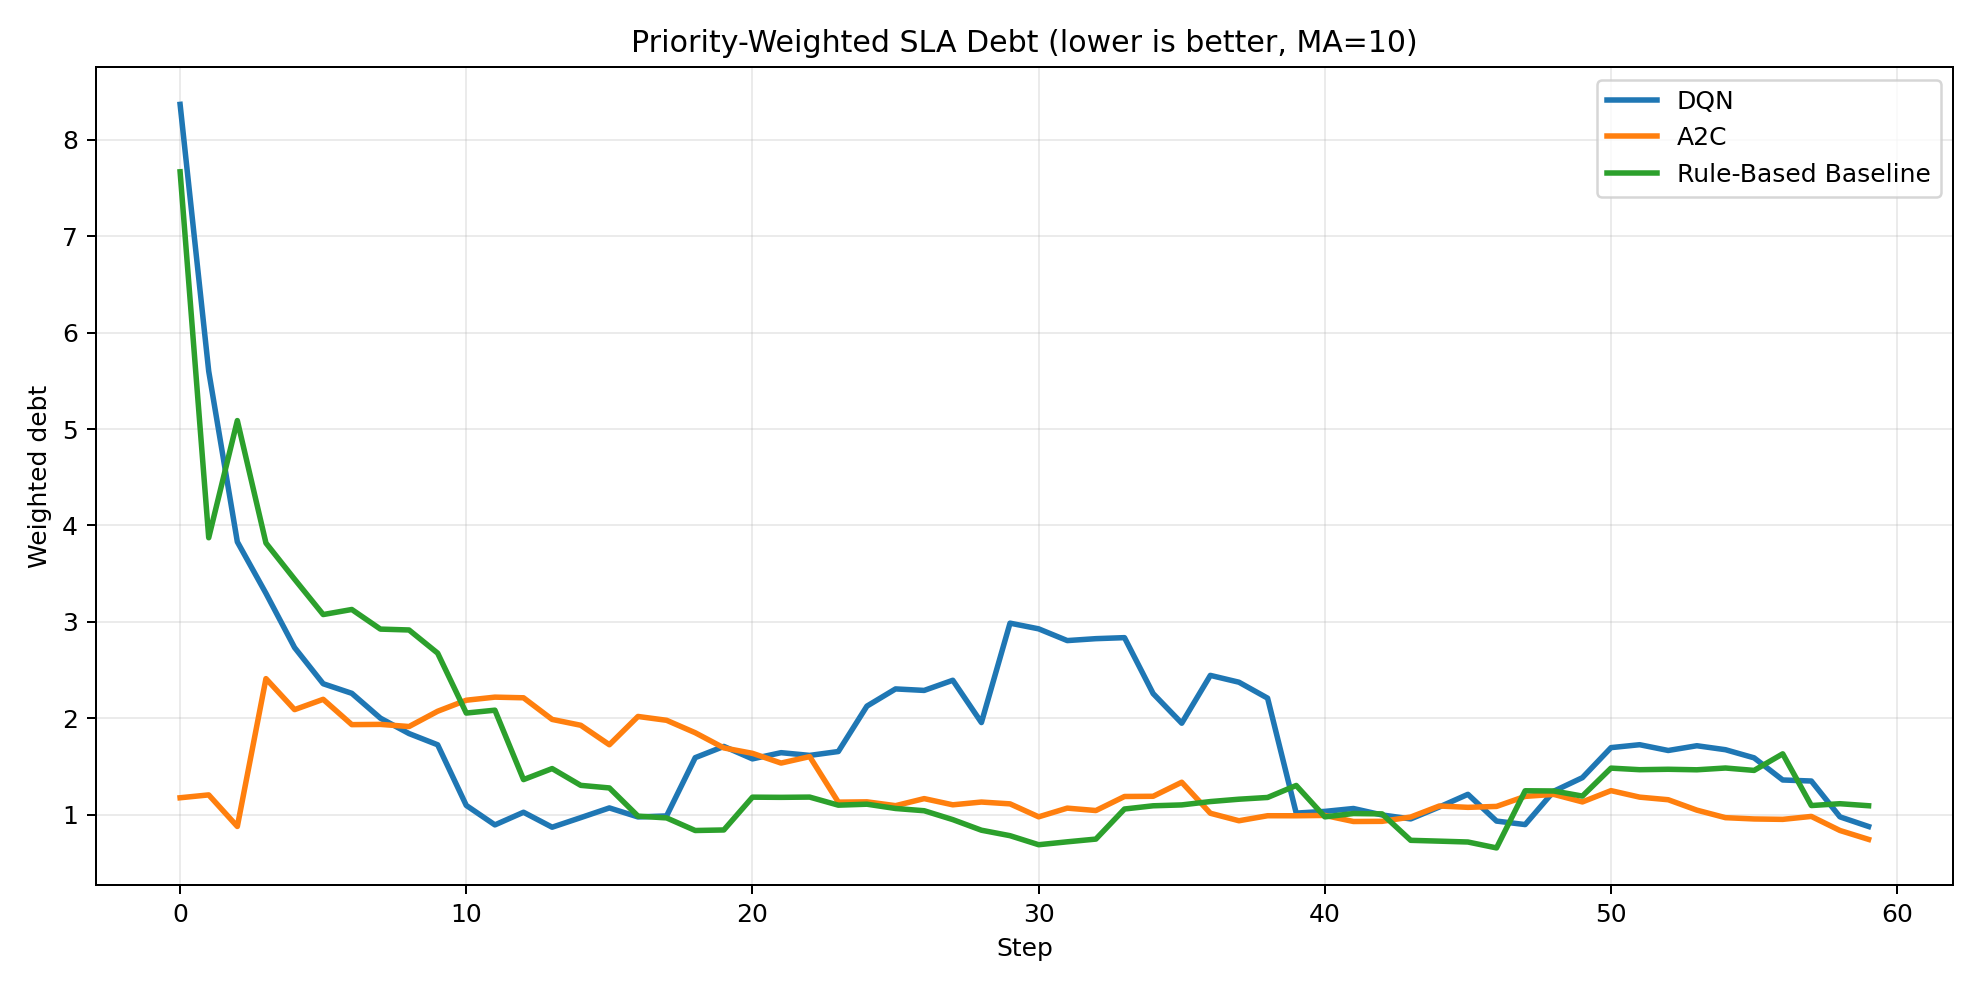 Priority-Weighted SLA Debt (lower is better, MA=10)
DQN
A2C
Rule-Based Baseline
Weighted debt
8
7
6
5
4
3
2
1
0 10 20 30 40 50 60
Step